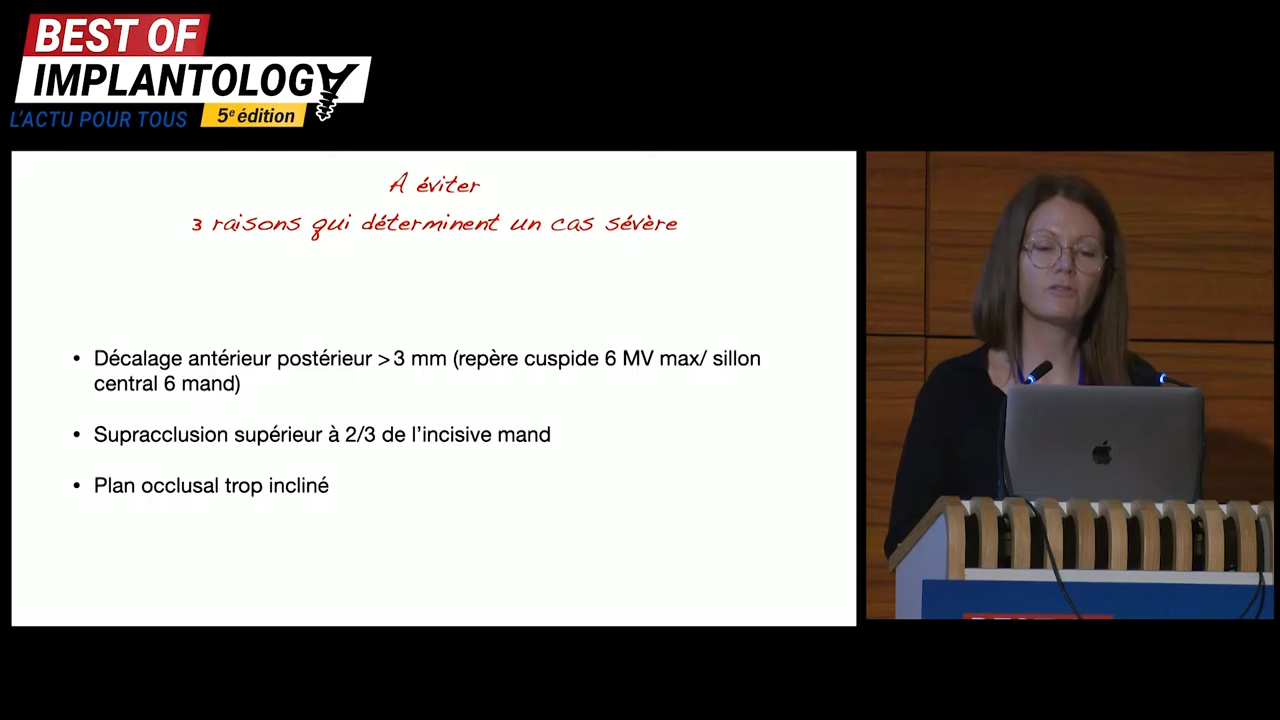 BEST OF
IMPLANTOLOGY
L'ACTU POUR TOUS
5e édition
A éviter
3 raisons qui déterminent un cas sévère
• Décalage antérieur postérieur >3 mm (repère cuspide 6 MV max/ sillon
central 6 mand)
• Supracclusion supérieur à 2/3 de l'incisive mand
• Plan occlusal trop incliné